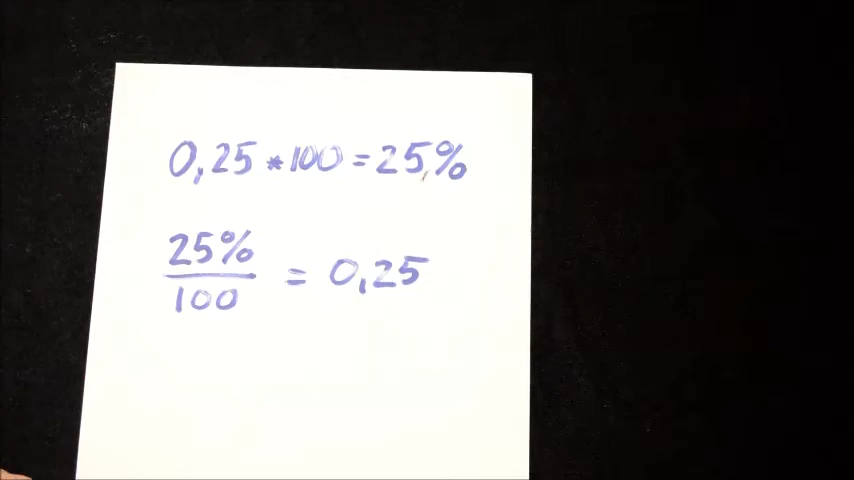 0,25 * 100 = 25,%
25%
100
= 0,25